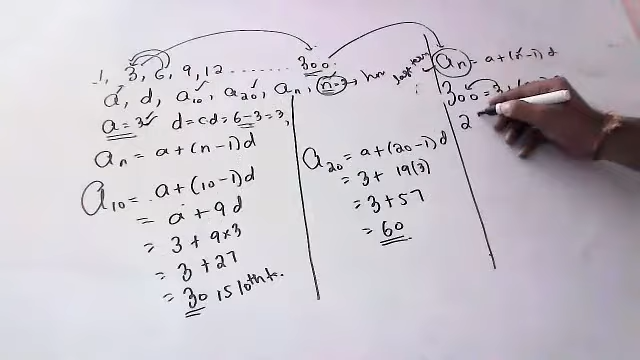 1, 3, 6, 9, 12 ........ 300
a, d, a10, a20, an, n=?
a = 3 d = cd = 6-3 = 3,
an = a + (n-1) d
a10 = a + (10-1) d
= a + 9 d
= 3 + 9 × 3
= 3 + 27
= 30 is 10th
a20 = a + (20-1) d
= 3 + 19 (3)
= 3 + 57
= 60
last term
an = a + (n-1) d
300 = 3
2